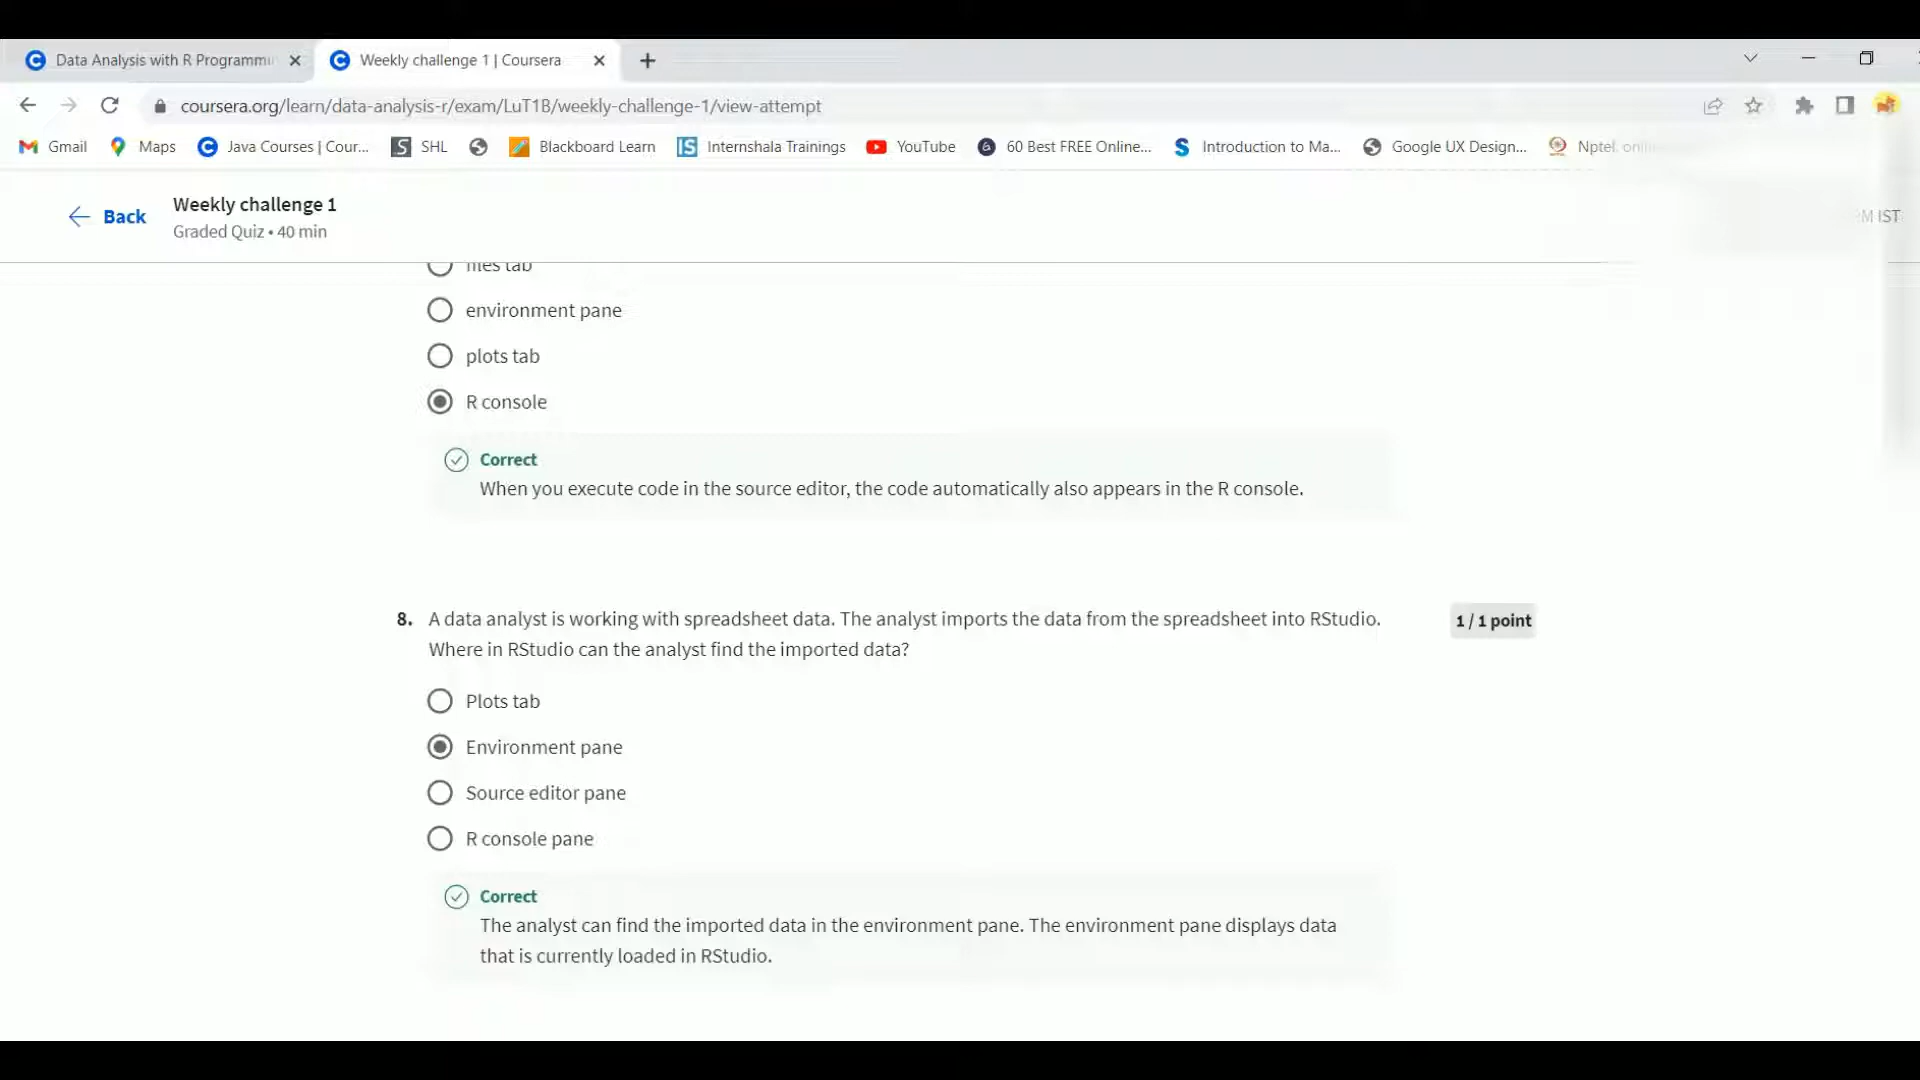 Data Analysis with R Programmi
Weekly challenge 1 | Coursera
coursera.org/learn/data-analysis-r/exam/LuT1B/weekly-challenge-1/view-attempt
Gmail Maps Java Courses | Cour... SHL Blackboard Learn Internshala Trainings YouTube 60 Best FREE Online... Introduction to Ma... Google UX Design... Nptel
Back
Weekly challenge 1
Graded Quiz • 40 min
IST
environment pane
plots tab
R console
Correct
When you execute code in the source editor, the code automatically also appears in the R console.
8. A data analyst is working with spreadsheet data. The analyst imports the data from the spreadsheet into RStudio.
Where in RStudio can the analyst find the imported data?
1 / 1 point
Plots tab
Environment pane
Source editor pane
R console pane
Correct
The analyst can find the imported data in the environment pane. The environment pane displays data
that is currently loaded in RStudio.